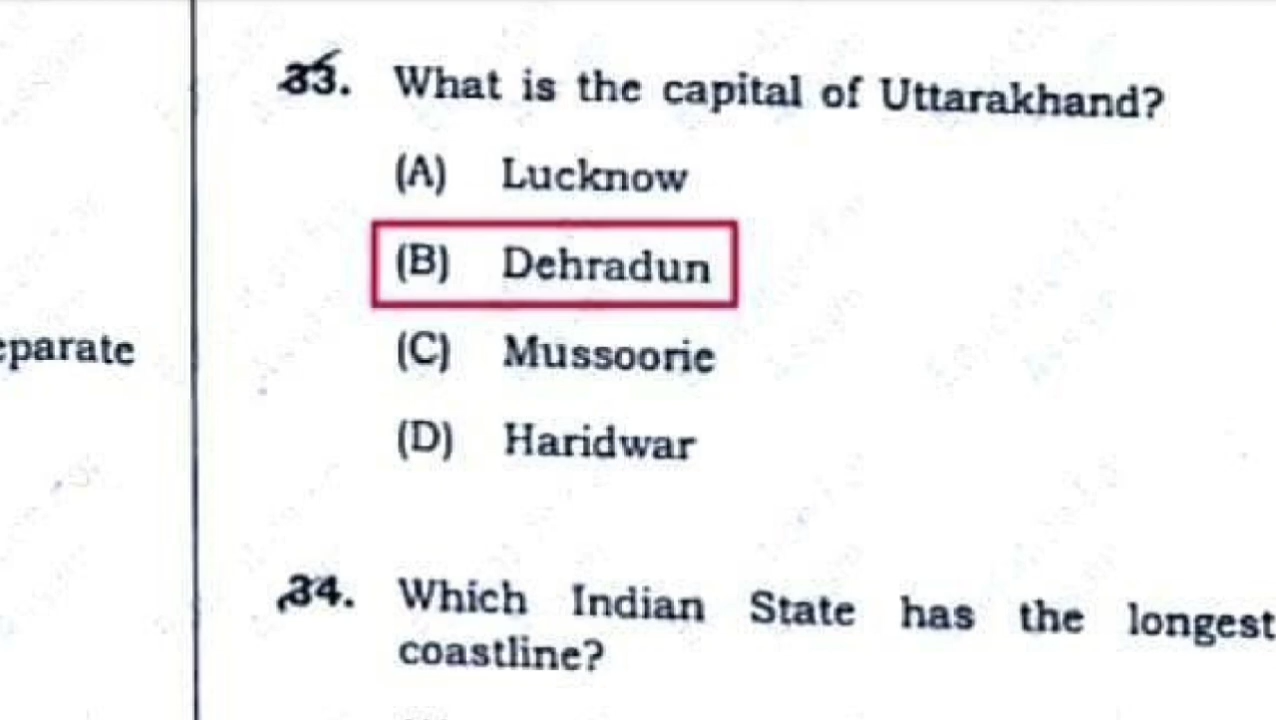 eparate
33. What is the capital of Uttarakhand?
(A) Lucknow
(B) Dehradun
(C) Mussoorie
(D) Haridwar
34. Which Indian State has the longest
coastline?